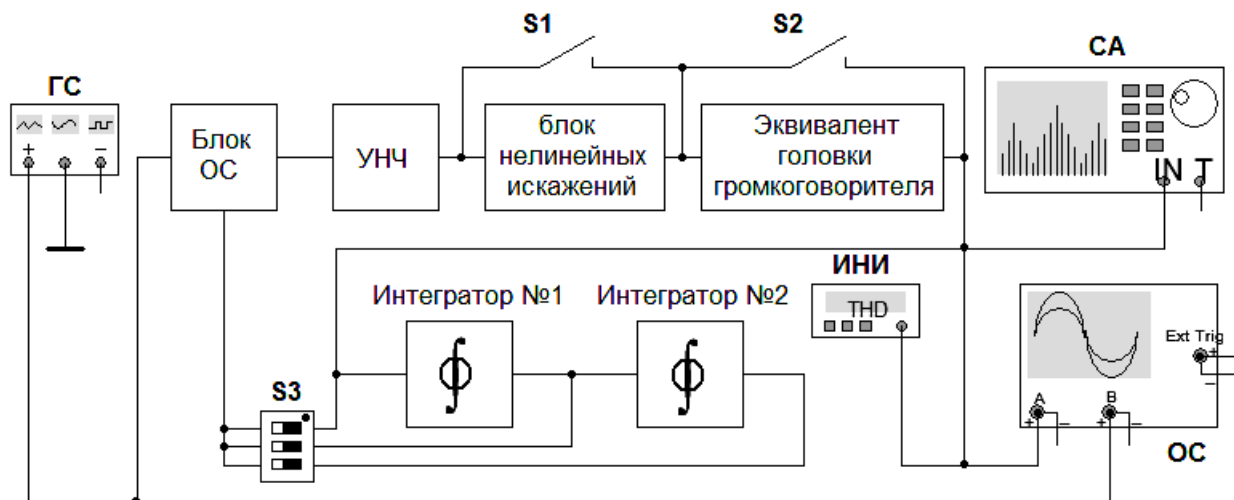 S1
S2
СА
ГС
+
–
Блок
ОС
УНЧ
блок
нелинейных
искажений
Эквивалент
головки
громкоговорителя
IN T
ИНИ
THD
Интегратор №1
Интегратор №2
S3
Ext Trig
+
–
A
B
+
–
+
–
ОС